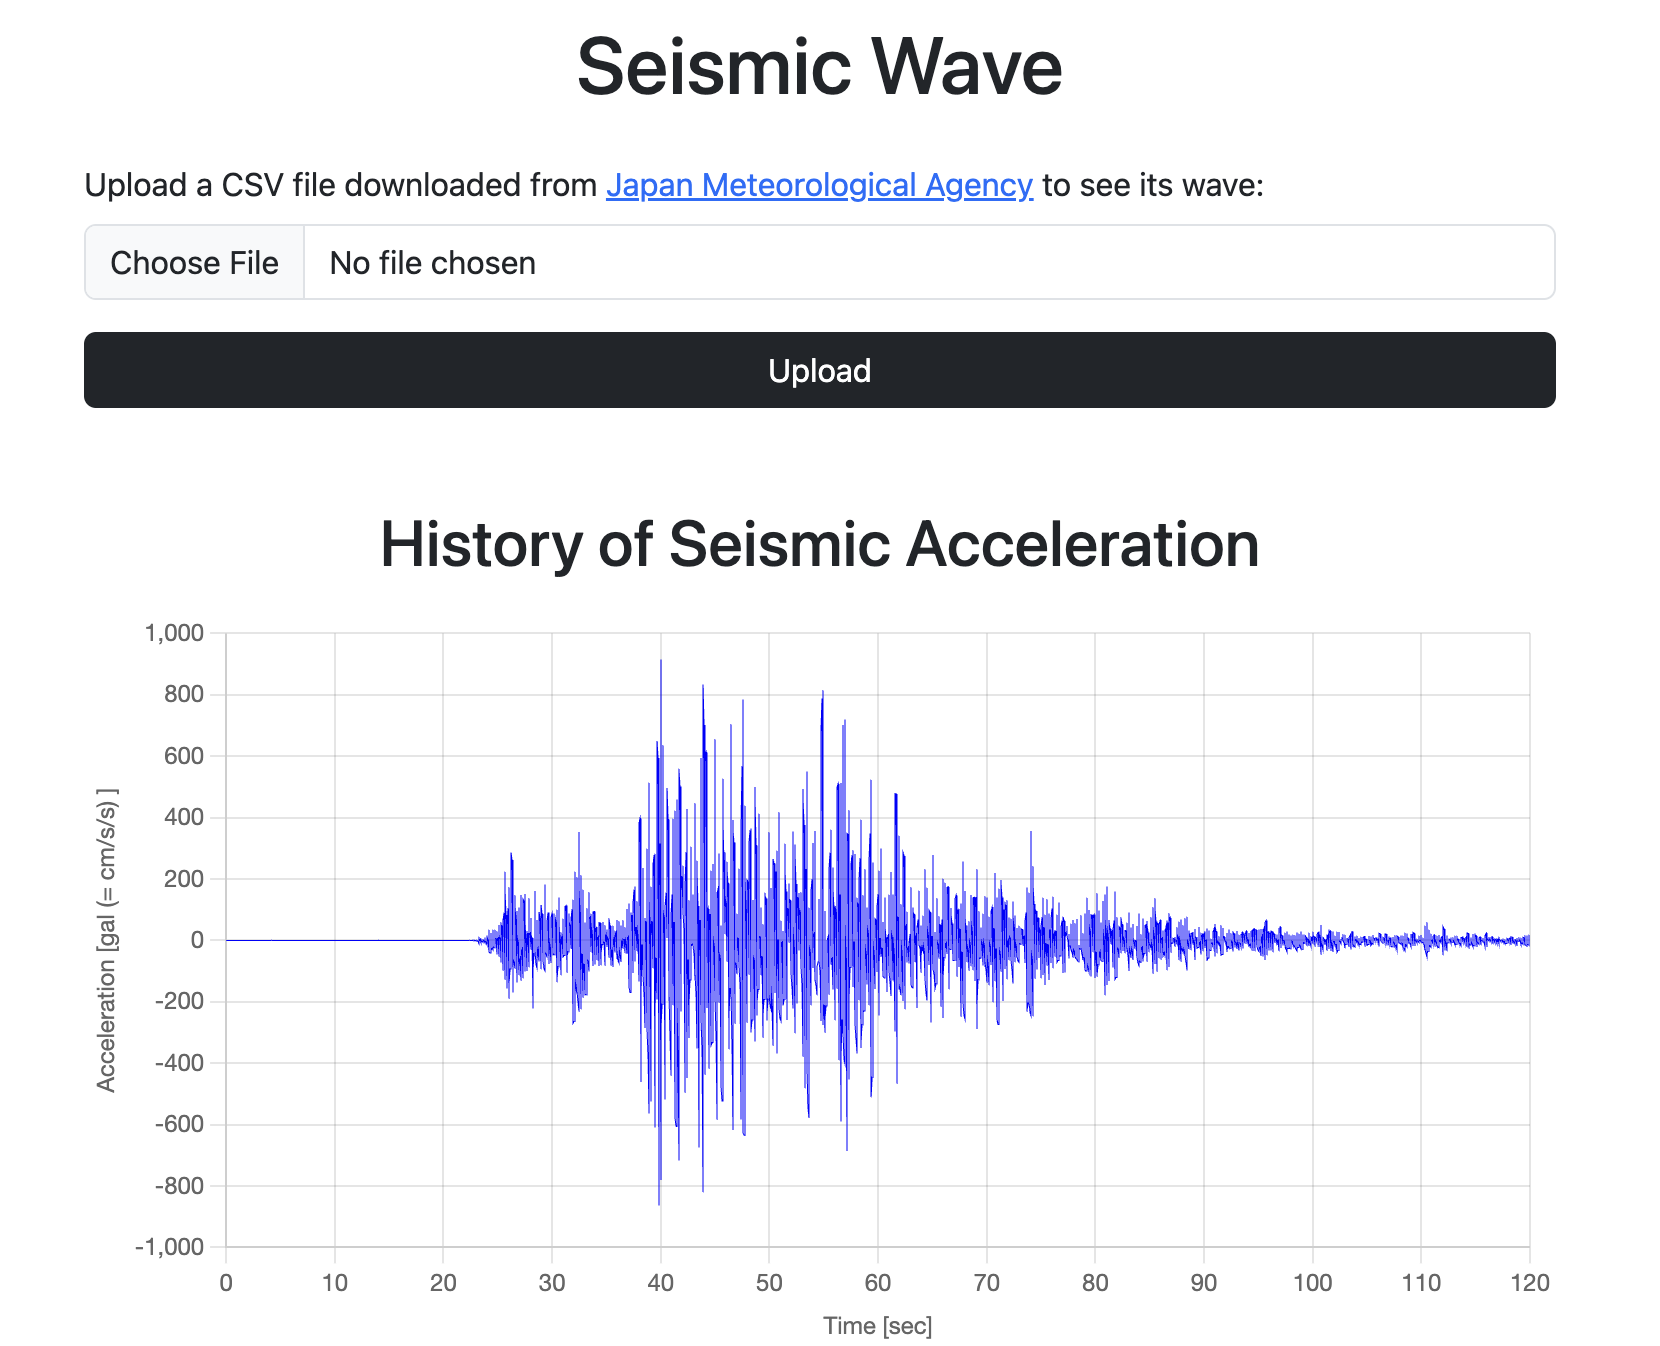 Seismic Wave
Upload a CSV file downloaded from Japan Meteorological Agency to see its wave:
Choose File No file chosen
Upload
History of Seismic Acceleration
Acceleration [gal (= cm/s/s) ]
1,000
800
600
400
200
0
-200
-400
-600
-800
-1,000
0 10 20 30 40 50 60 70 80 90 100 110 120
Time [sec]